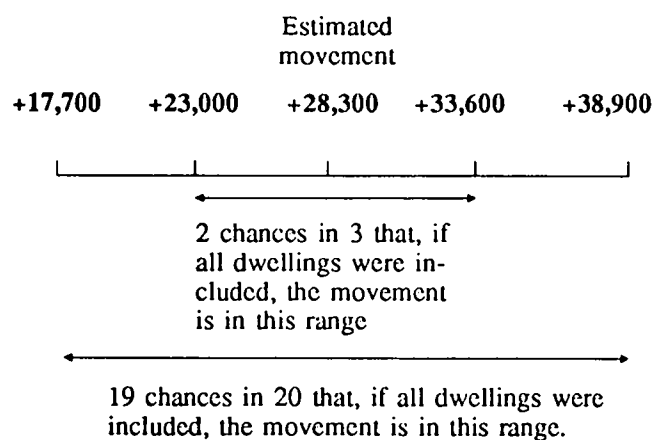 Estimated
movement
+17,700 +23,000 +28,300 +33,600 +38,900
2 chances in 3 that, if
all dwellings were in-
cluded, the movement
is in this range
19 chances in 20 that, if all dwellings were
included, the movement is in this range.